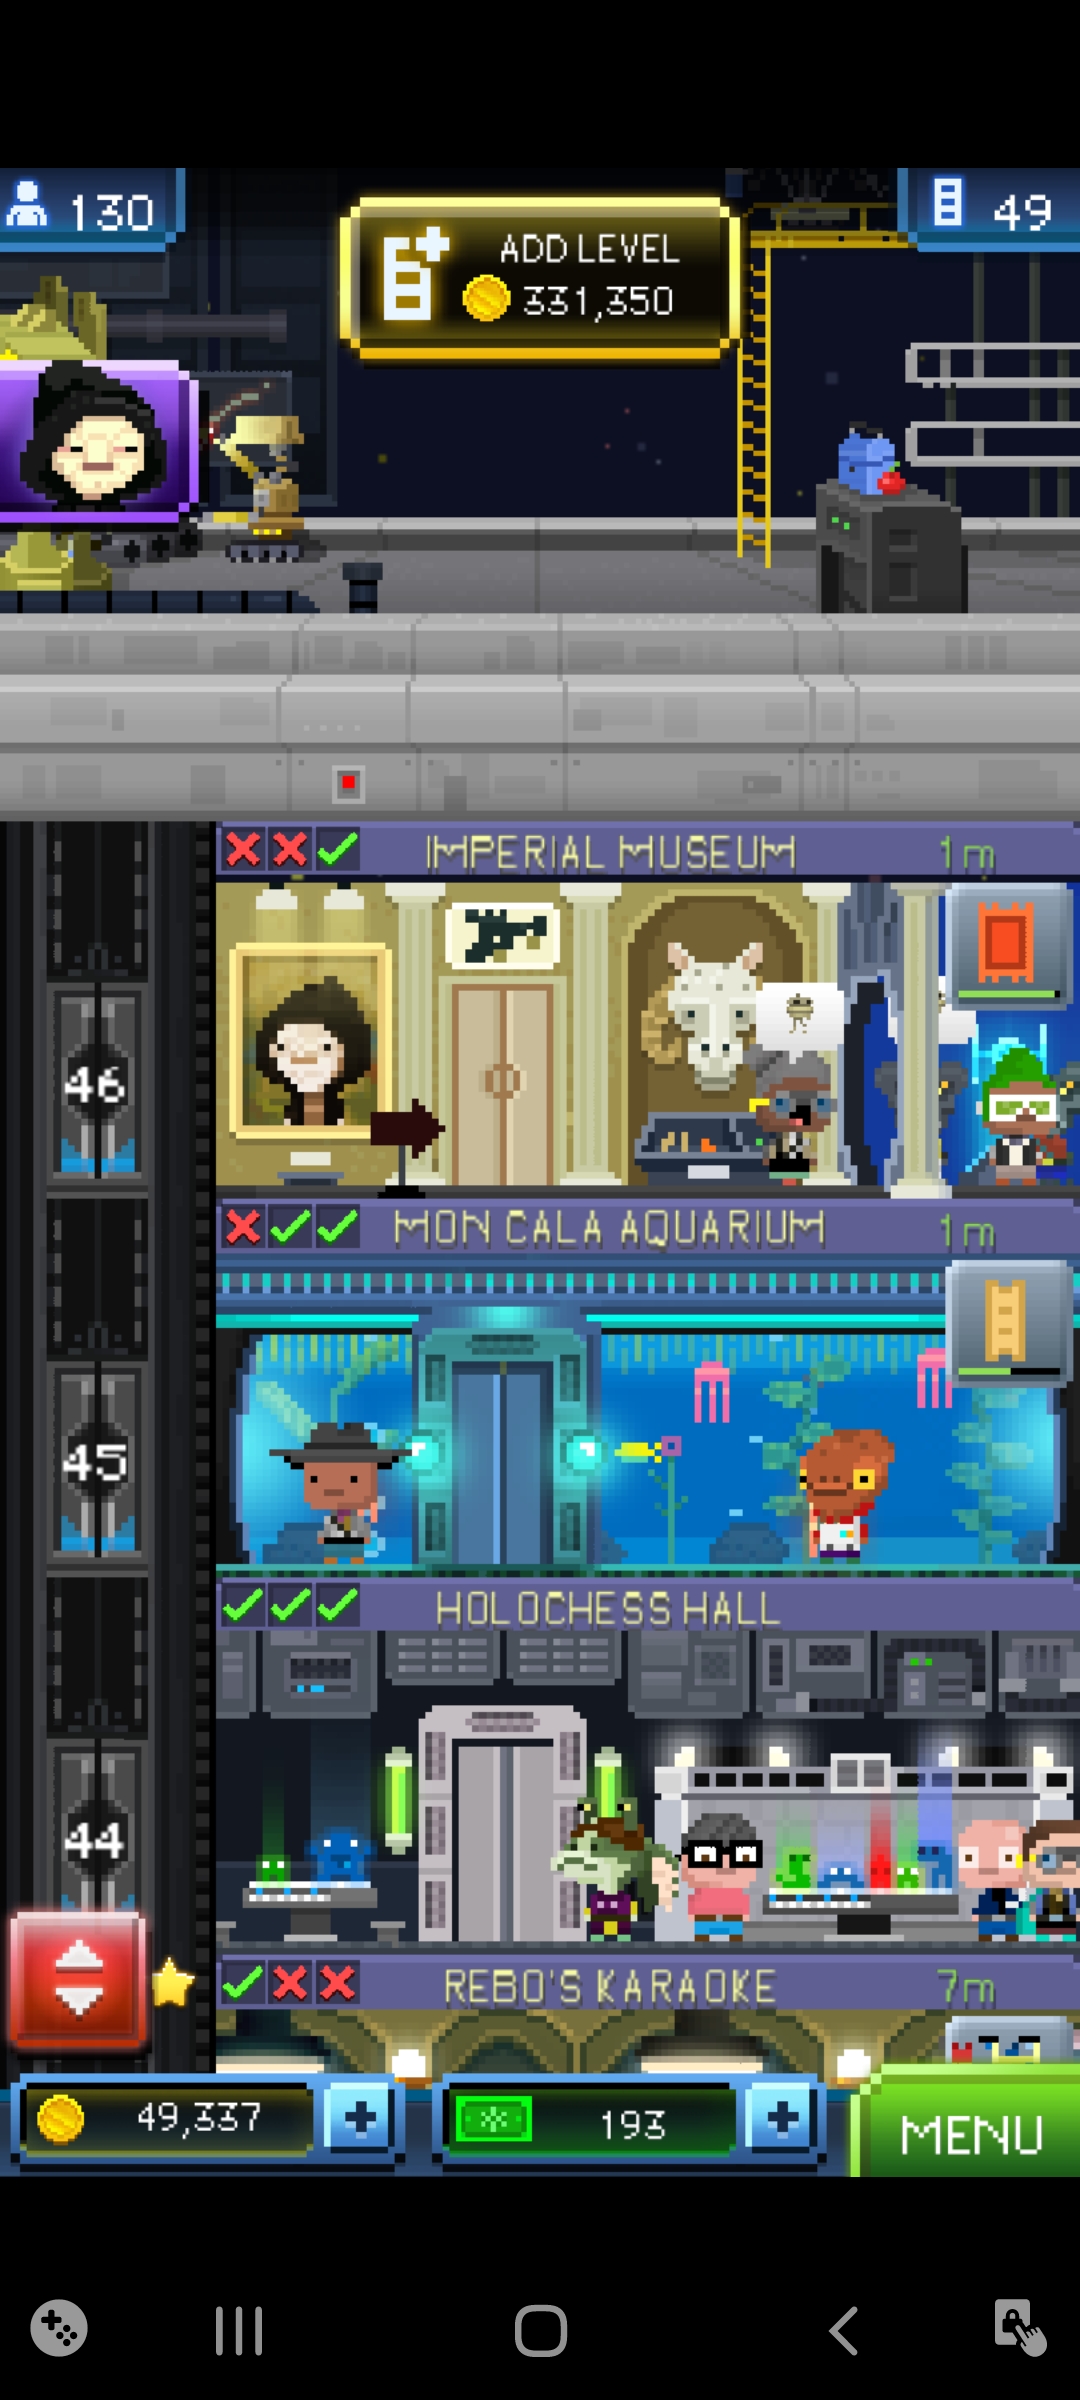 130
ADD LEVEL
331,350
49
IMPERIAL MUSEUM 1m
46
MON CALA AQUARIUM 1m
45
HOLOCHESS HALL
44
REBO'S KARAOKE 7m
49,337
193
MENU